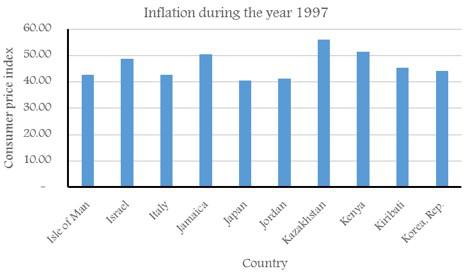 Inflation during the year 1997
Consumer price index
60.00
50.00
40.00
30.00
20.00
10.00
-
Isle of Man
Israel
Italy
Jamaica
Japan
Jordan
Kazakhstan
Kenya
Kiribati
Korea, Rep.
Country